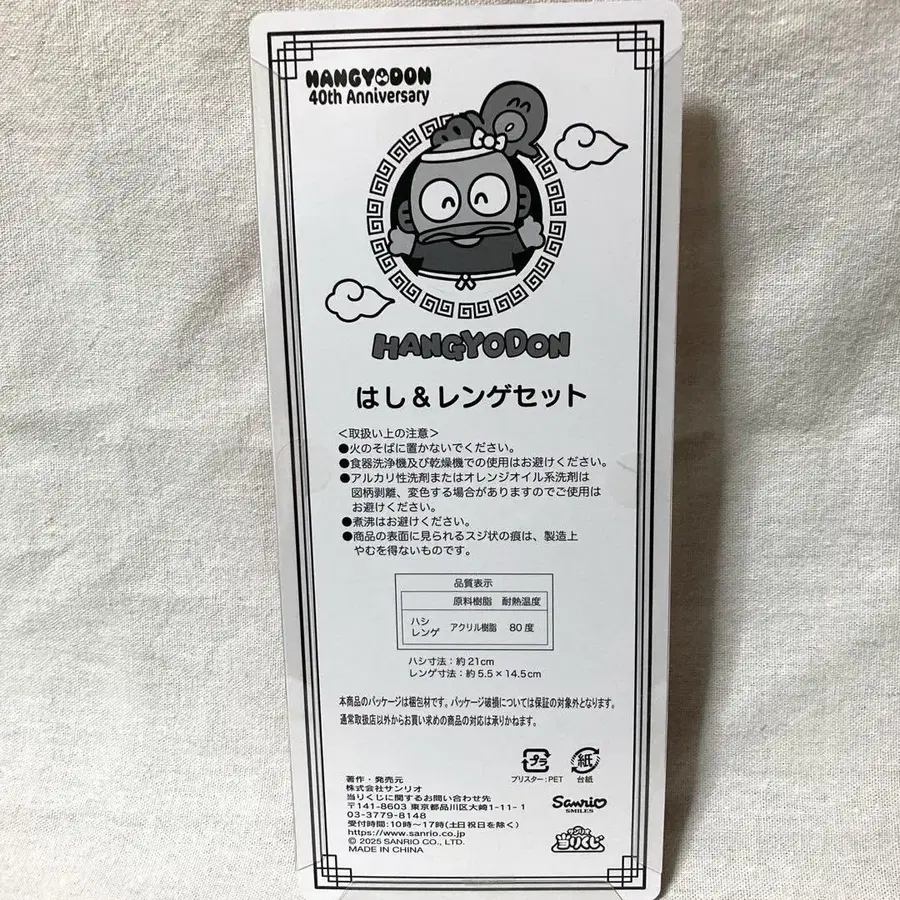 HANGYODON
40th Anniversary
HANGYODON
はし&レンゲセット
<取扱い上の注意>
●火のそばに置かないでください。
●食器洗浄機及び乾燥機での使用はお避けください。
●アルカリ性洗剤またはオレンジオイル系洗剤は
図柄剥離、変色する場合がありますのでご使用は
お避けください。
●煮沸はお避けください。
●商品の表面に見られるスジ状の痕は、製造上
やむを得ないものです。
品質表示
原料樹脂 耐熱温度
ハシ
レンゲ アクリル樹脂 80度
ハシ寸法:約21cm
レンゲ寸法:約5.5×14.5cm
本商品のパッケージは梱包材です。パッケージ破損については保証の対象外となります。
通常取扱店以外からお買い求めの商品の対応は承りかねます。
プラ 紙
ブリスター:PET 台紙
著作・発売元
株式会社サンリオ
当りくじに関するお問い合わせ先
〒141-8603 東京都品川区大崎1-11-1
03-3779-8148
受付時間:10時~17時(土日祝日を除く)
https://www.sanrio.co.jp
© 2025 SANRIO CO., LTD.
MADE IN CHINA
Sanrio
SMILES
サンリオ
当りくじ